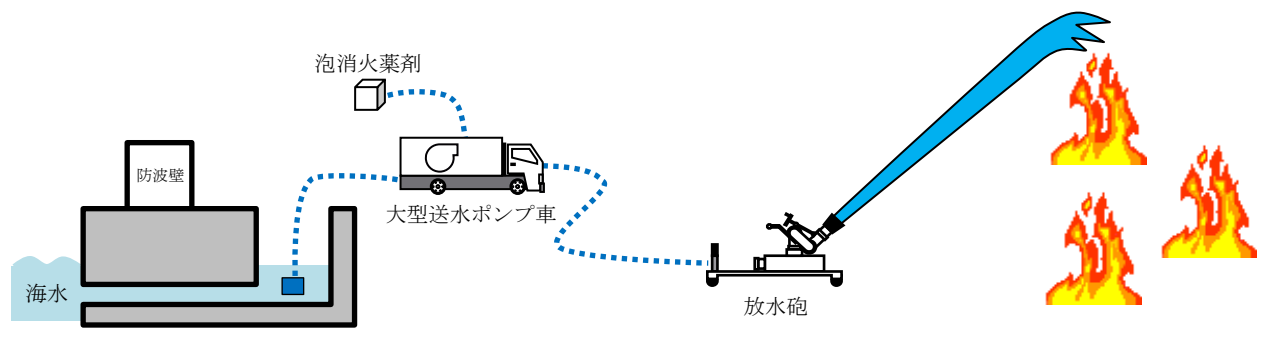 泡消火薬剤
防波壁
大型送水ポンプ車
海水
放水砲